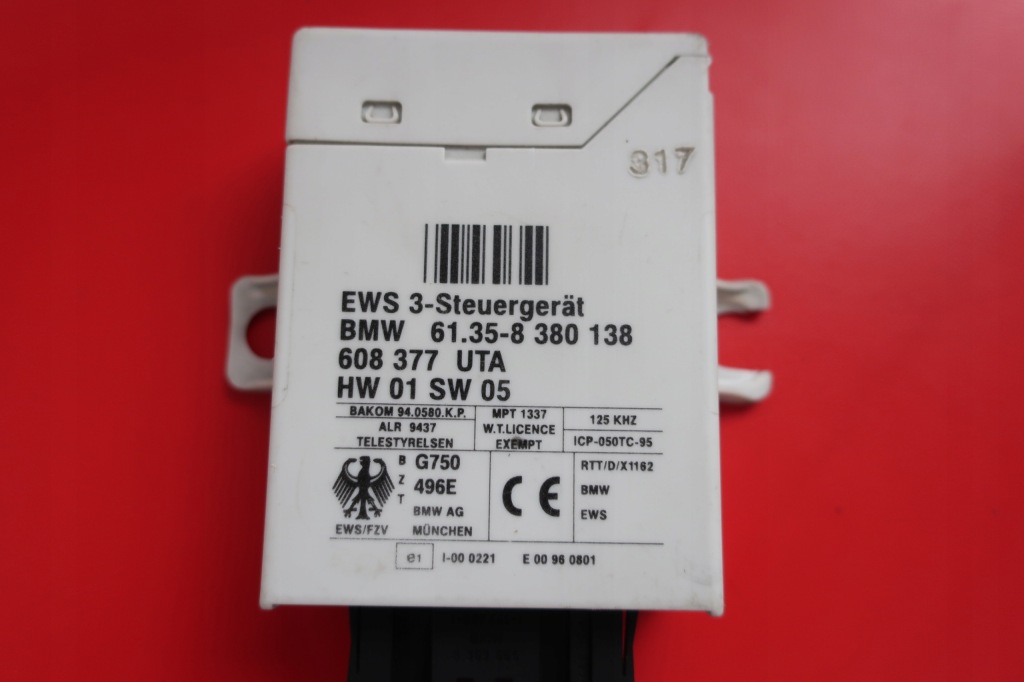 317
EWS 3-Steuergerät
BMW 61.35-8 380 138
608 377 UTA
HW 01 SW 05
BAKOM 94.0580.K.P.
ALR 9437
TELESTYRELSEN
MPT 1337
W.T.LICENCE
EXEMPT
125 KHZ
ICP-050TC-95
BZT
G750
496E
BMW AG
MÜNCHEN
EWS/FZV
CE
RTT/D/X1162
BMW
EWS
e1 I-00 0221 E 00 96 0801